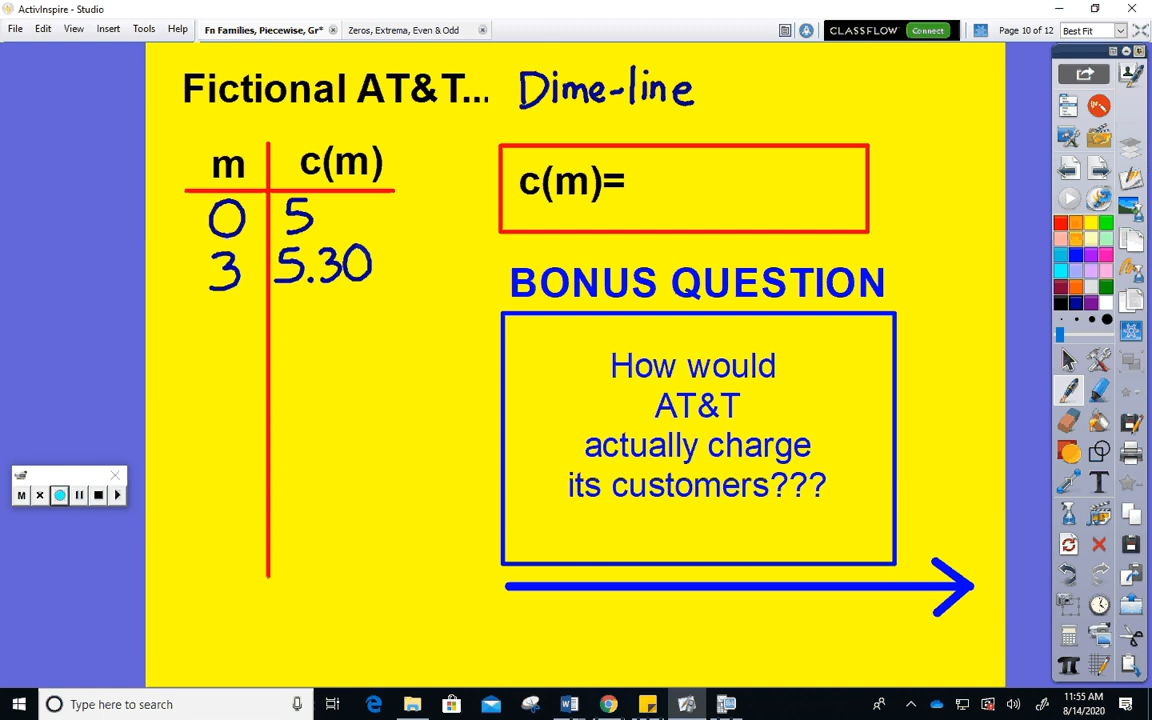 ActivInspire - Studio
File Edit View Insert Tools Help
Fn Families, Piecewise, Gr* Zeros, Extrema, Even & Odd
CLASSFLOW Connect
Page 10 of 12 Best Fit
Fictional AT&T... Dime-line
m c(m)
0 5
3 5.30
c(m)=
BONUS QUESTION
How would
AT&T
actually charge
its customers???
M
T
Type here to search
11:55 AM
8/14/2020